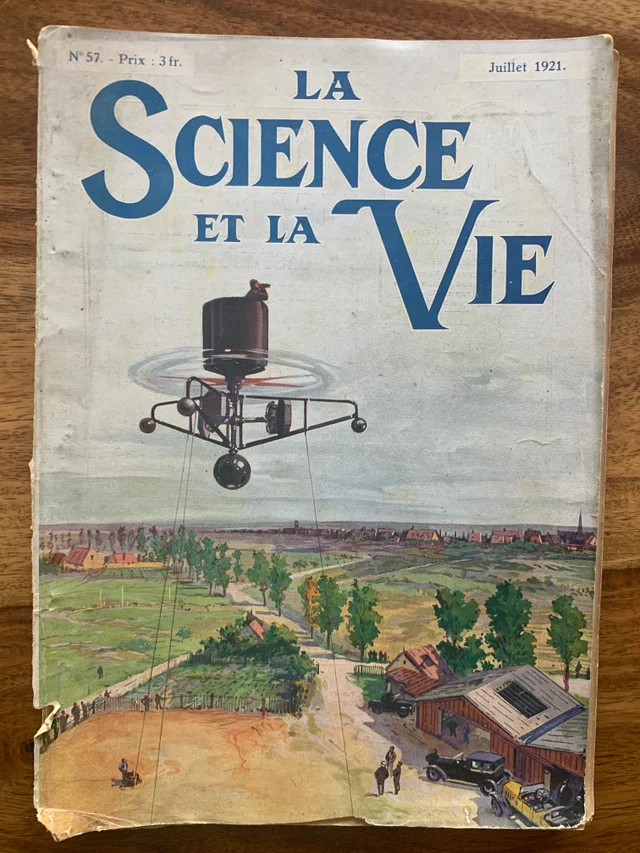 N° 57. - Prix : 3 fr.
Juillet 1921.
LA
SCIENCE
ET LA VIE